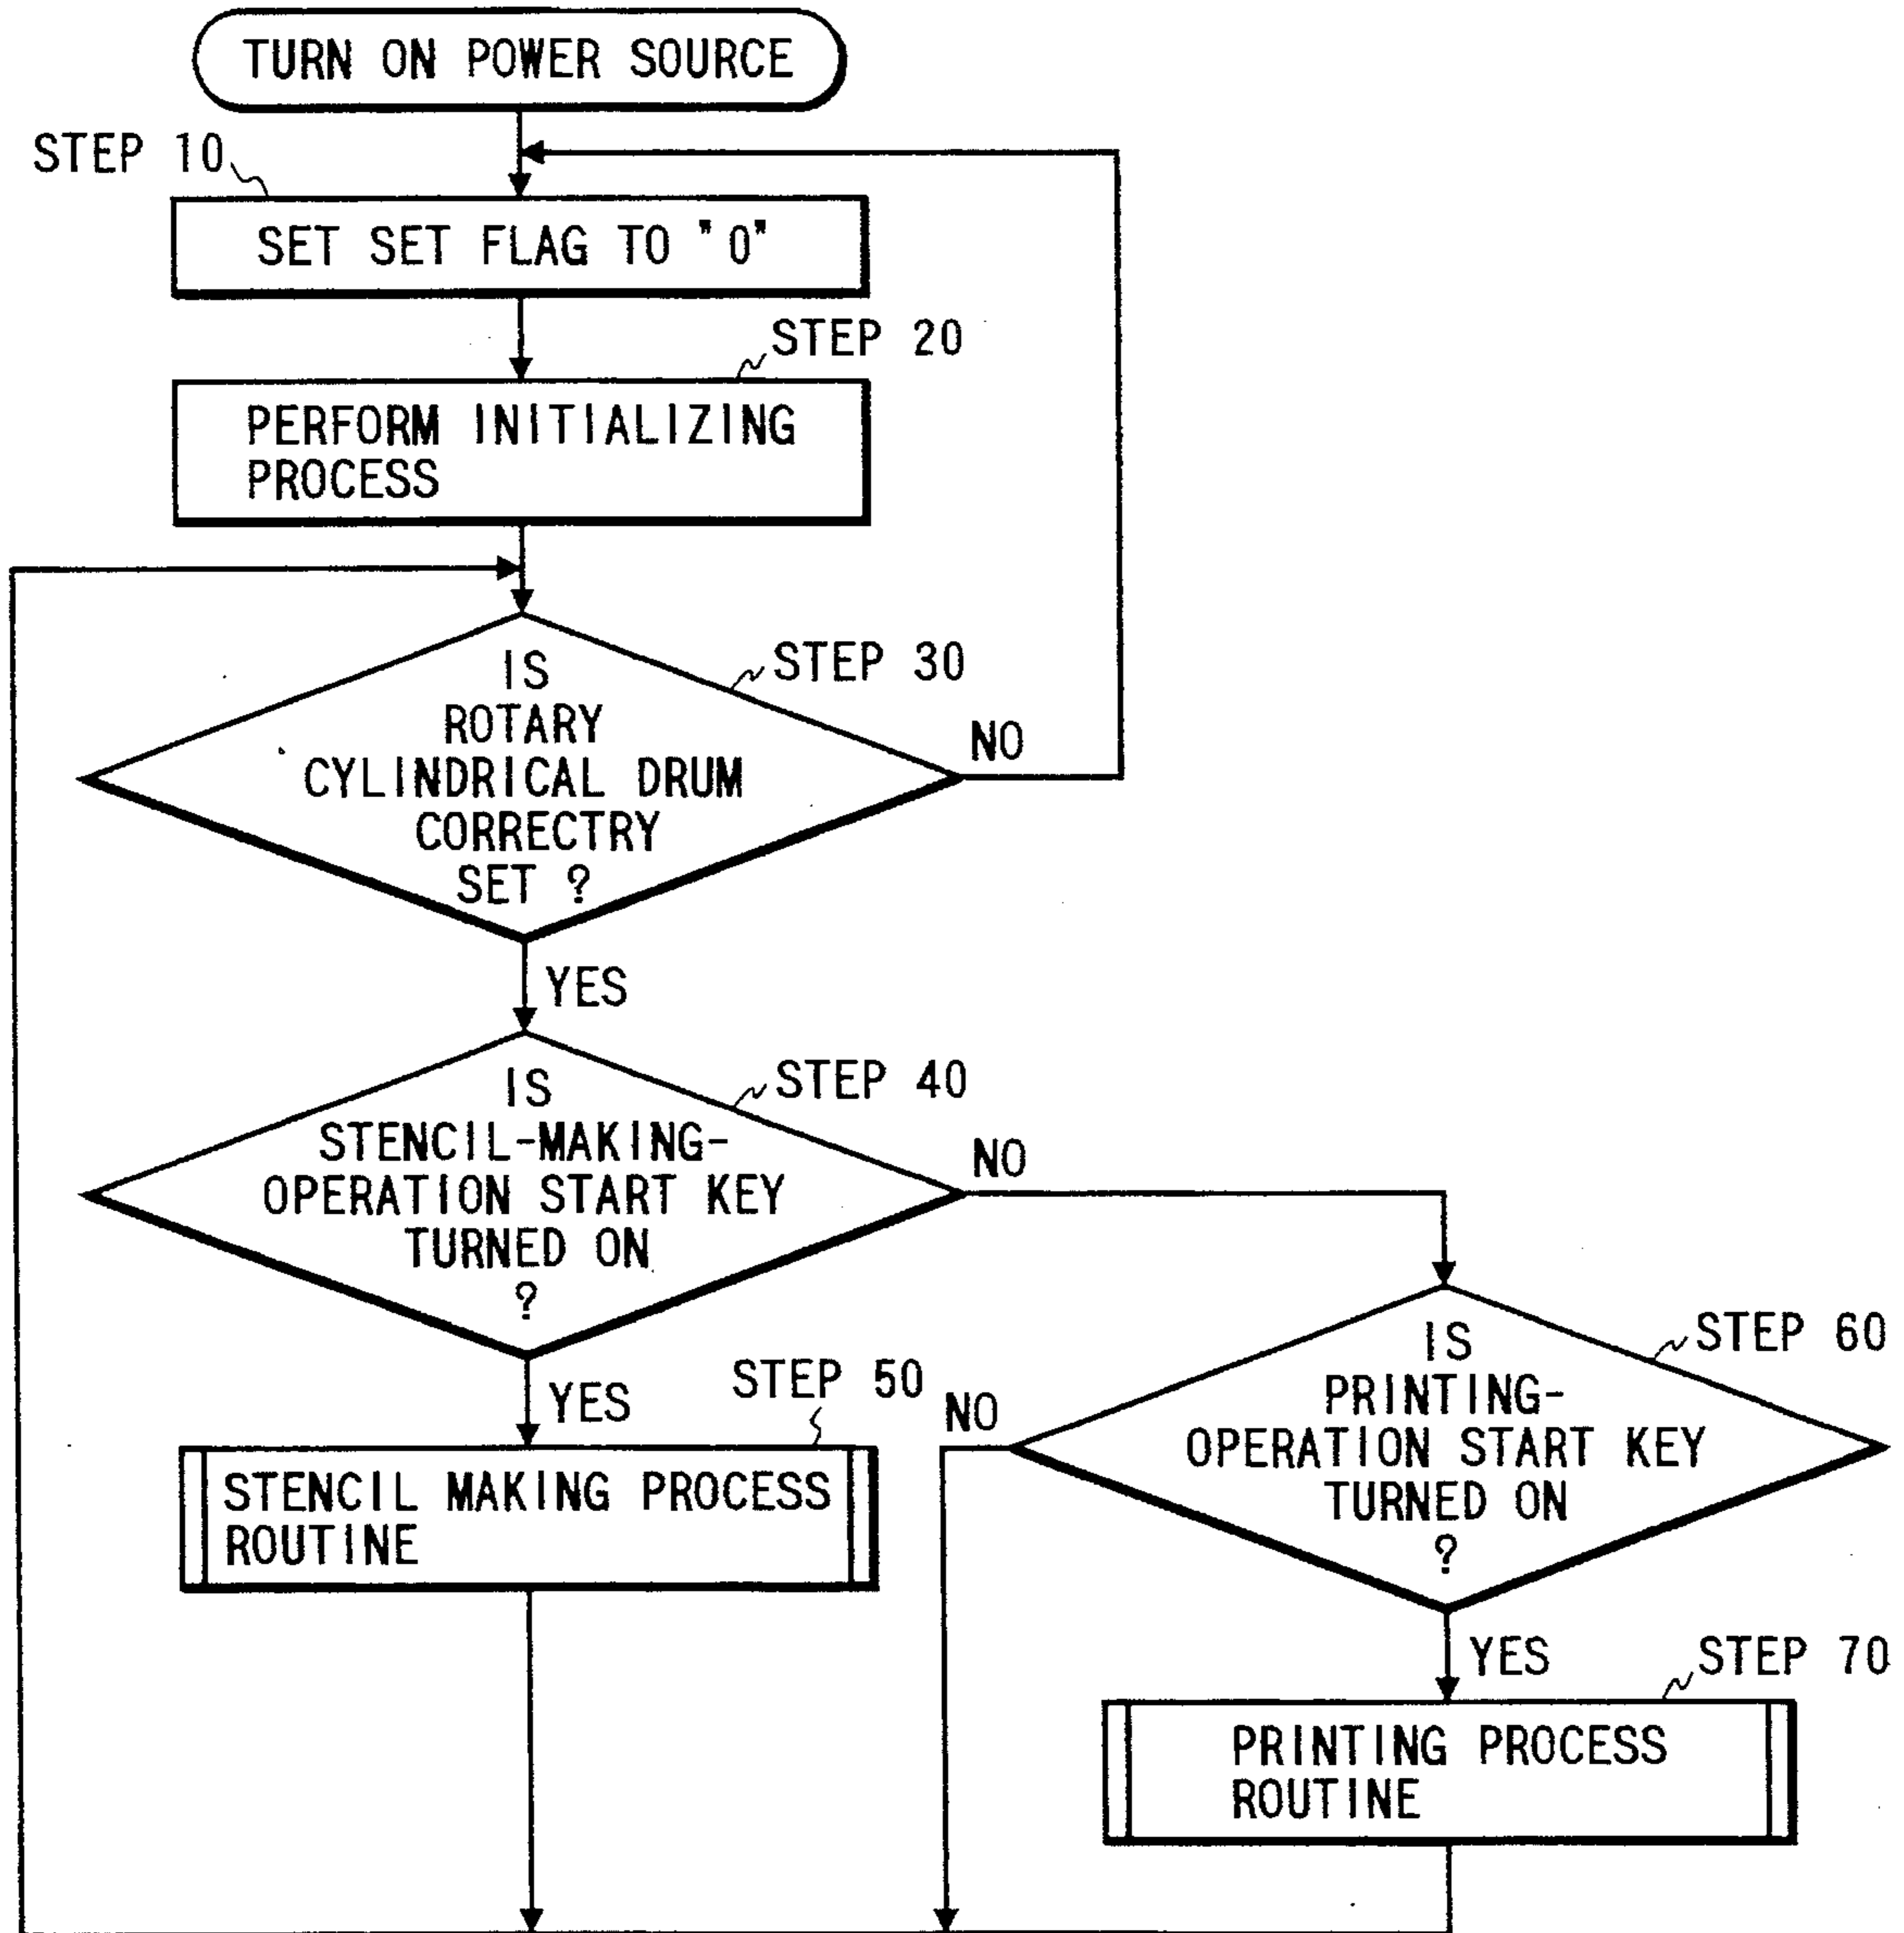 TURN ON POWER SOURCE
STEP 10
SET SET FLAG TO "0"
STEP 20
PERFORM INITIALIZING
PROCESS
STEP 30
IS
ROTARY
CYLINDRICAL DRUM
CORRECTRY
SET ?
NO
YES
STEP 40
IS
STENCIL-MAKING-
OPERATION START KEY
TURNED ON
?
NO
YES
STEP 50
STENCIL MAKING PROCESS
ROUTINE
STEP 60
IS
PRINTING-
OPERATION START KEY
TURNED ON
?
NO
YES
STEP 70
PRINTING PROCESS
ROUTINE